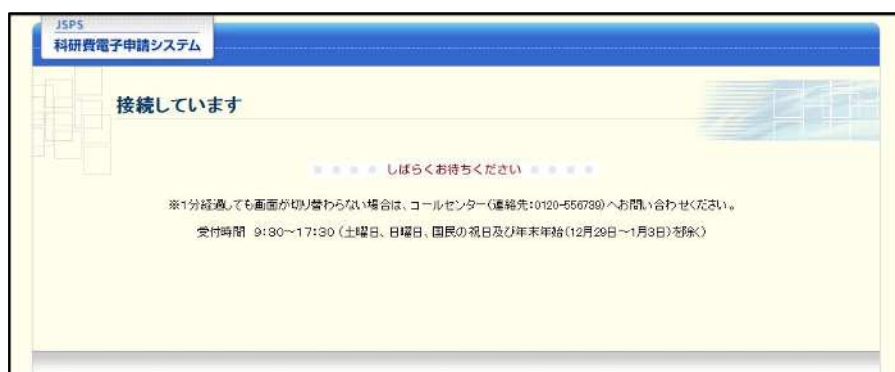 JSPS
科研費電子申請システム
接続しています
しばらくお待ちください
※1分経過しても画面が切り替わらない場合は、コールセンター(連絡先:0120-556739)へお問い合わせください。
受付時間 9:30～17:30(土曜日、日曜日、国民の祝日及び年末年始(12月29日～1月3日)を除く)